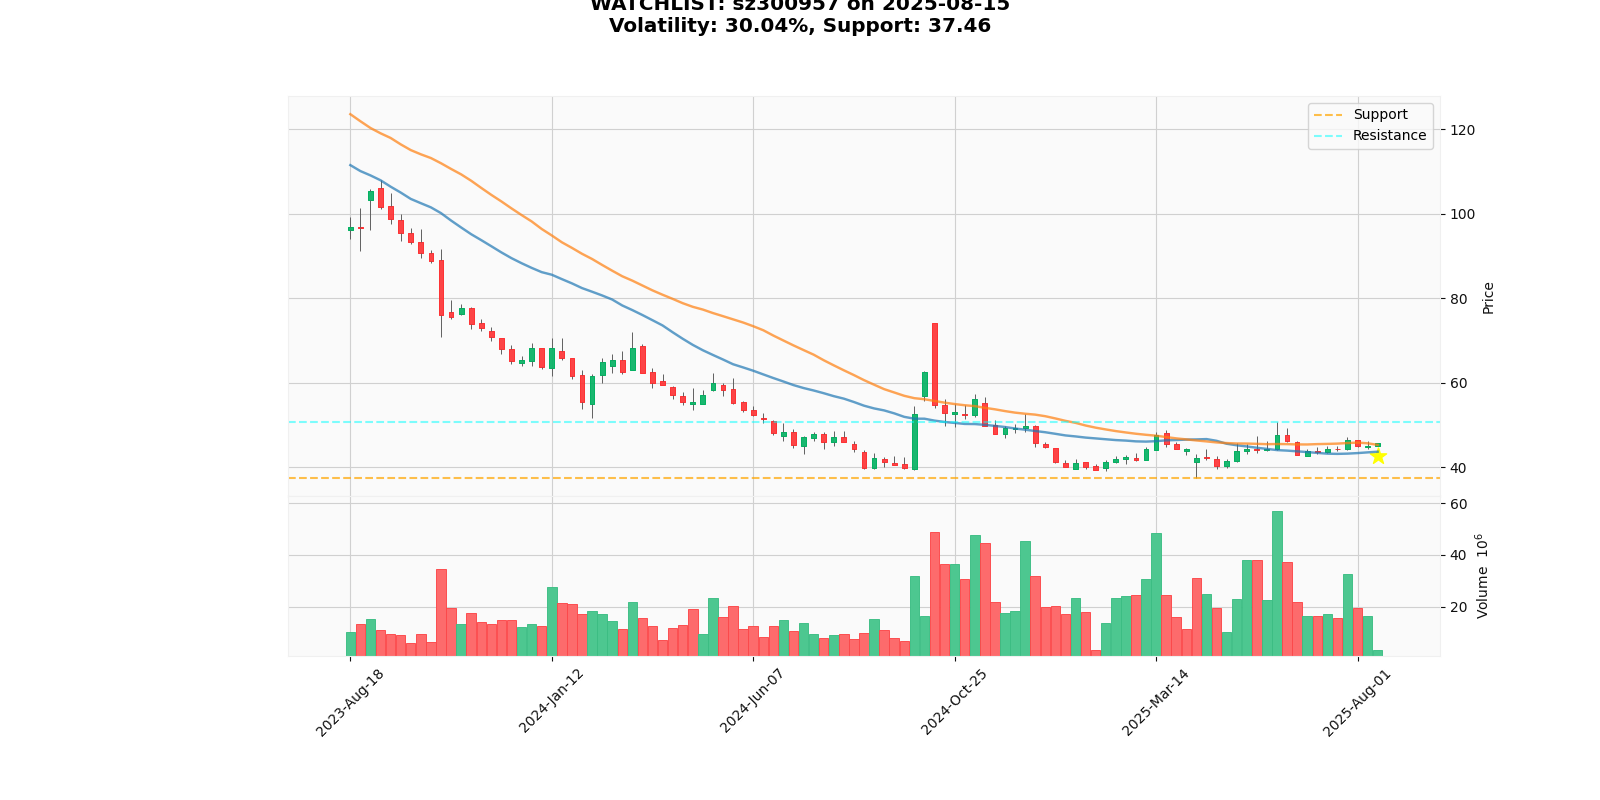 WATCHLIST: sz300957 on 2025-08-15
Volatility: 30.04%, Support: 37.46
Support
Resistance
120
100
80
60
40
Price
60
40
20
Volume 10^6
2023-Aug-18
2024-Jan-12
2024-Jun-07
2024-Oct-25
2025-Mar-14
2025-Aug-01